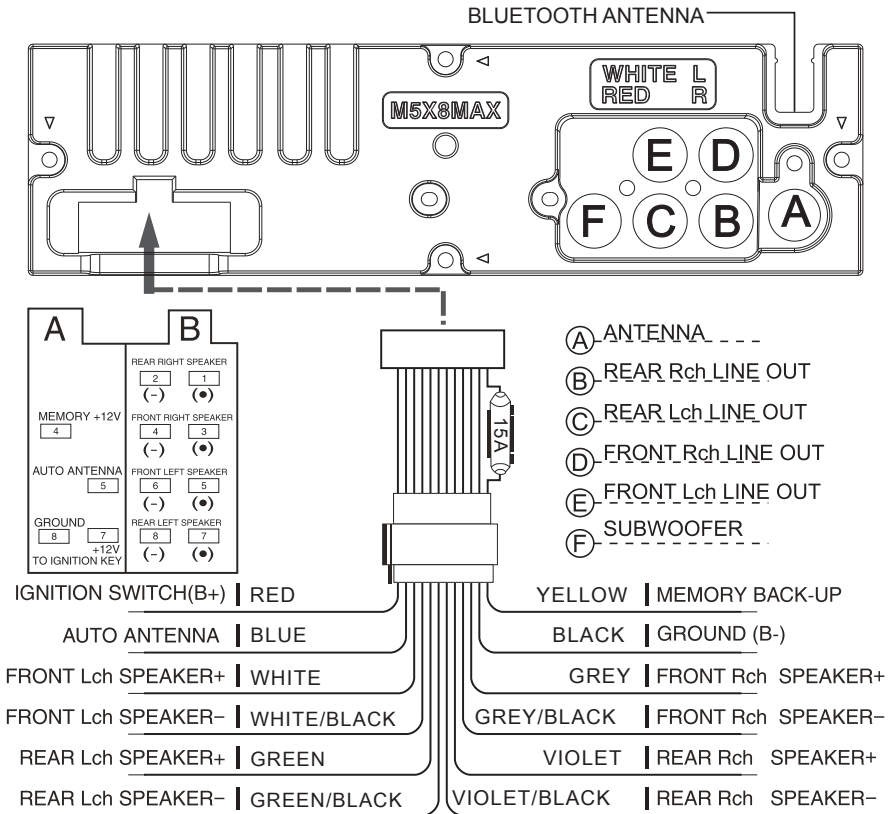 BLUETOOTH ANTENNA
WHITE L
RED R
M5X8MAX
E D
F C B A
A B
REAR RIGHT SPEAKER
2 1
(-) (•)
MEMORY +12V
4
FRONT RIGHT SPEAKER
4 3
(-) (•)
AUTO ANTENNA
5
FRONT LEFT SPEAKER
6 5
(-) (•)
GROUND
8 7
+12V
TO IGNITION KEY
REAR LEFT SPEAKER
8 7
(-) (•)
15A
A ANTENNA
B REAR Rch LINE OUT
C REAR Lch LINE OUT
D FRONT Rch LINE OUT
E FRONT Lch LINE OUT
F SUBWOOFER
IGNITION SWITCH(B+) RED
AUTO ANTENNA BLUE
FRONT Lch SPEAKER+ WHITE
FRONT Lch SPEAKER− WHITE/BLACK
REAR Lch SPEAKER+ GREEN
REAR Lch SPEAKER− GREEN/BLACK
YELLOW MEMORY BACK-UP
BLACK GROUND (B-)
GREY FRONT Rch SPEAKER+
GREY/BLACK FRONT Rch SPEAKER−
VIOLET REAR Rch SPEAKER+
VIOLET/BLACK REAR Rch SPEAKER−